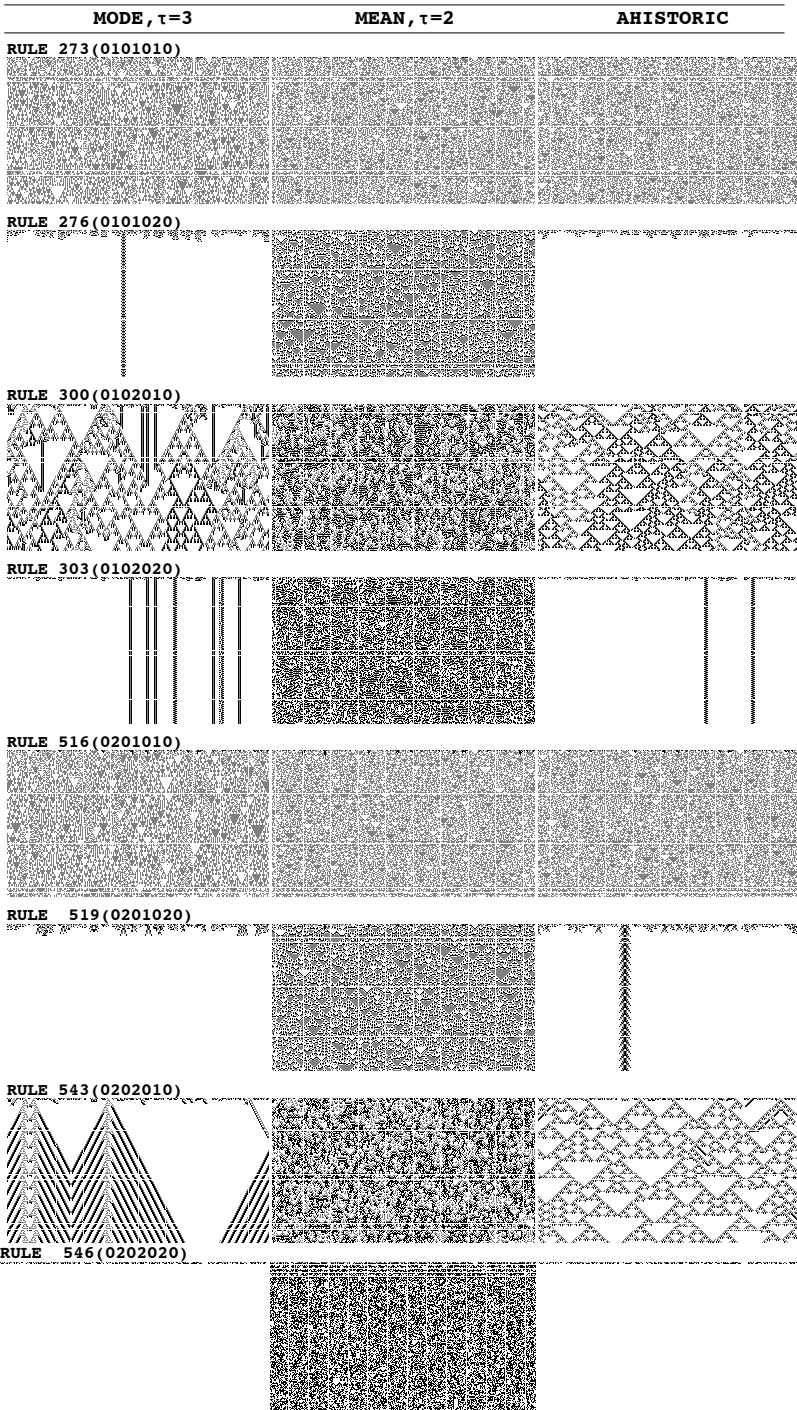 MODE,τ=3 MEAN,τ=2 AHISTORIC
RULE 273(0101010)
RULE 276(0101020)
RULE 300(0102010)
RULE 303(0102020)
RULE 516(0201010)
RULE 519(0201020)
RULE 543(0202010)
RULE 546(0202020)